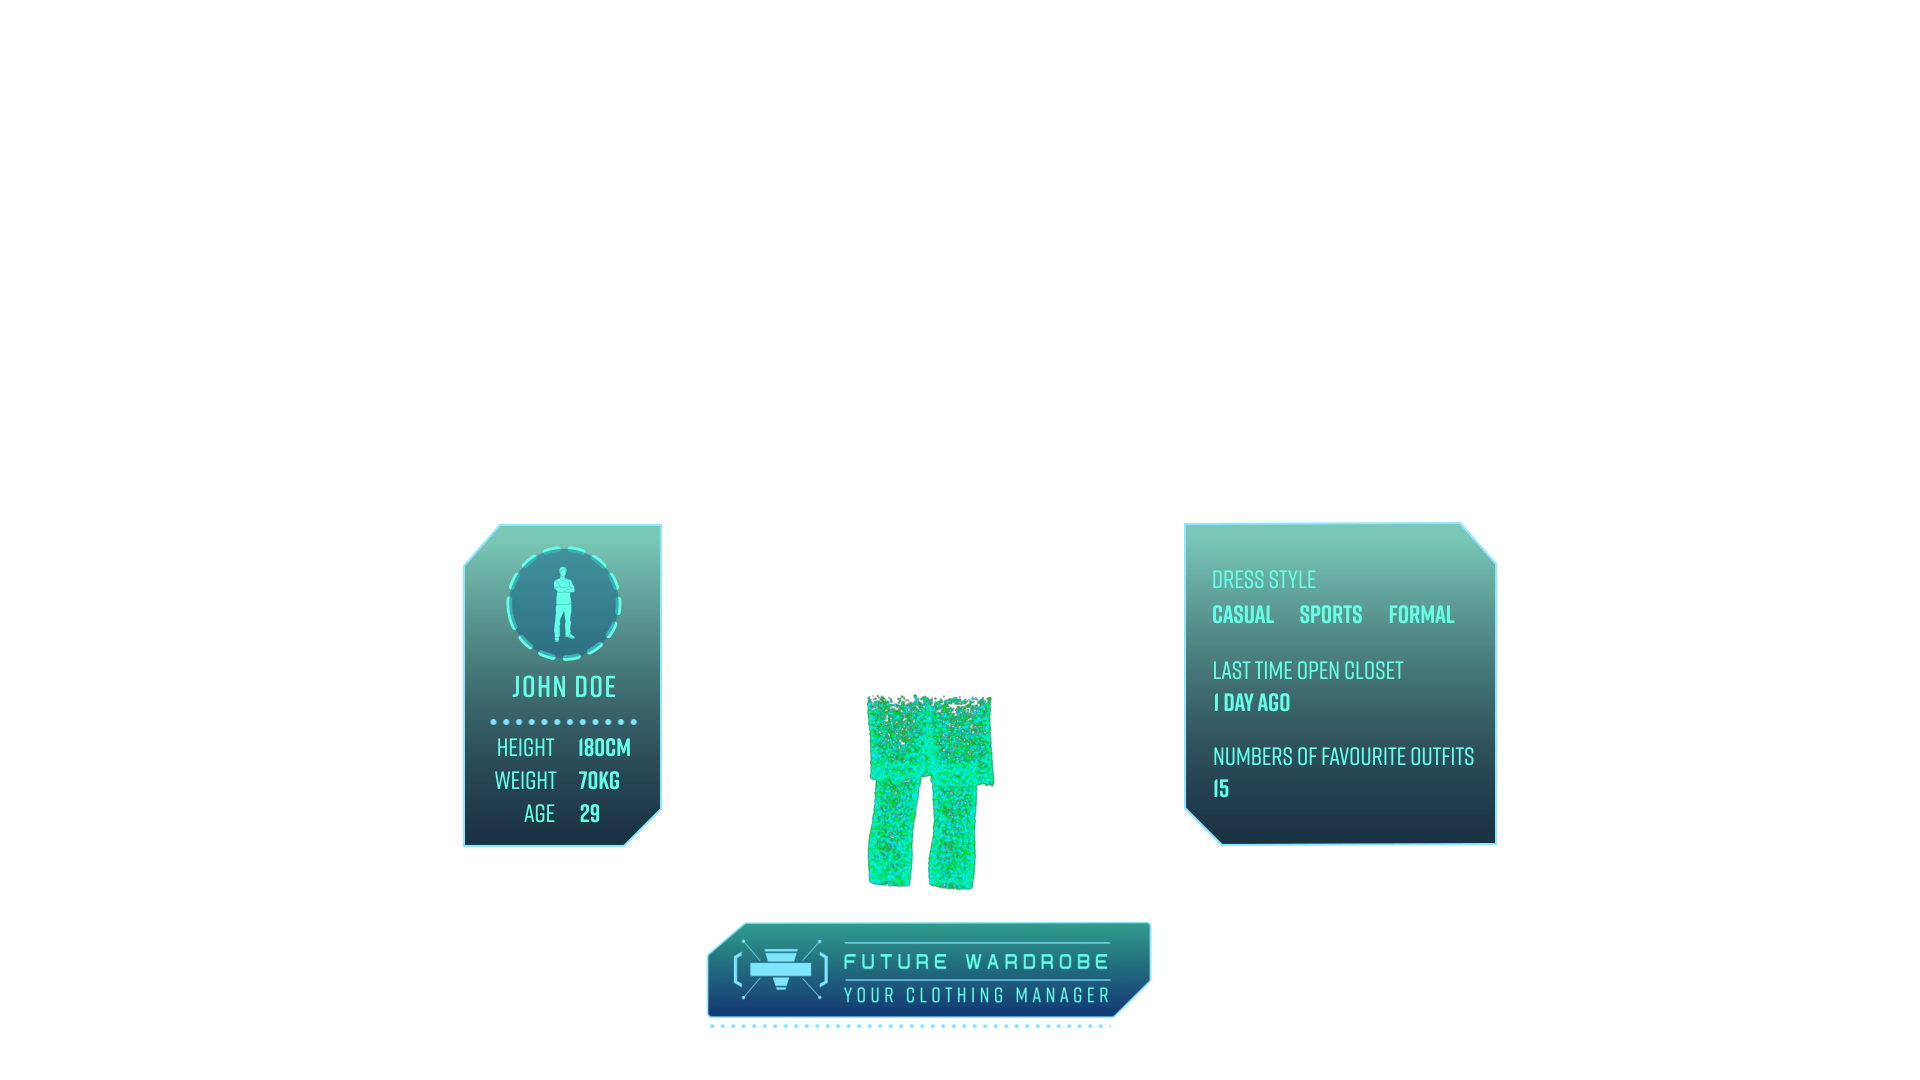 JOHN DOE
HEIGHT 180CM
WEIGHT 70KG
AGE 29
DRESS STYLE
CASUAL SPORTS FORMAL
LAST TIME OPEN CLOSET
1 DAY AGO
NUMBERS OF FAVOURITE OUTFITS
15
FUTURE WARDROBE
YOUR CLOTHING MANAGER